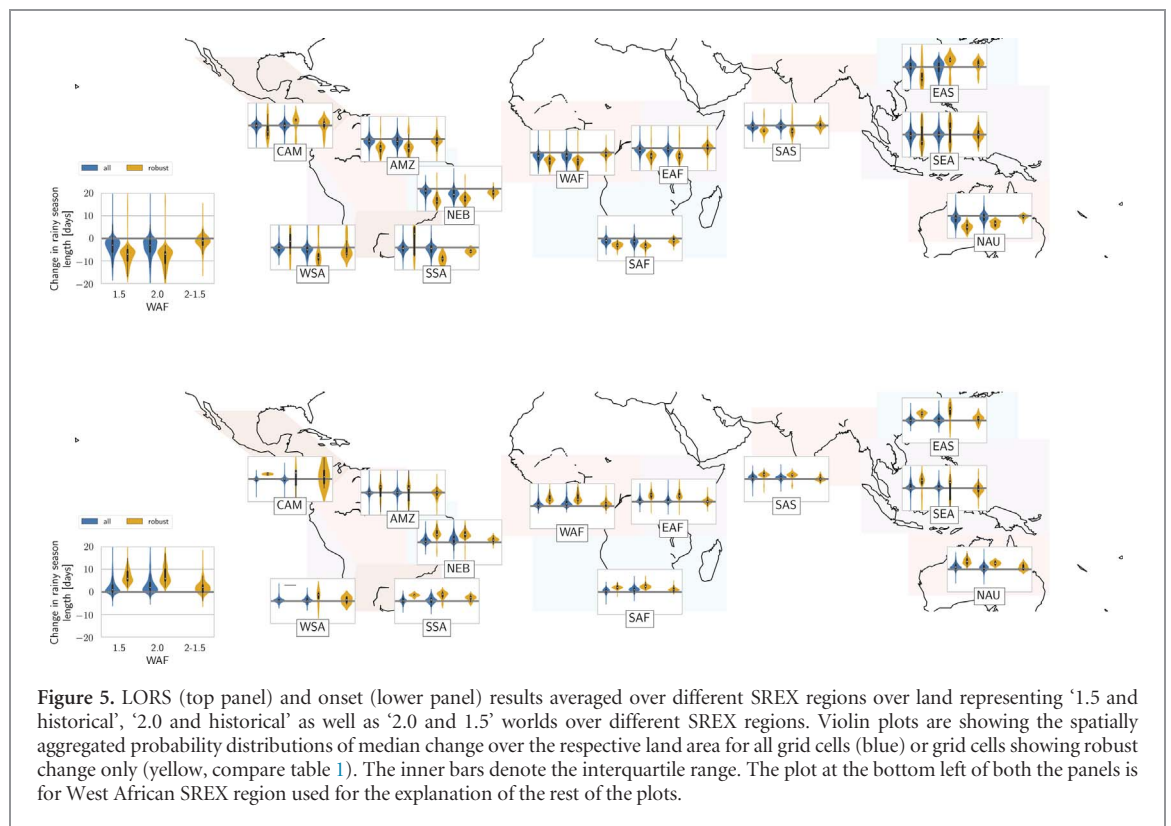 EAS
CAM
AMZ
WAF
EAF
SAS
SEA
all
robust
NEB
NAU
WSA
SSA
SAF
Change in rainy season
length [days]
20
10
0
−10
−20
1.5
2.0
2-1.5
WAF
EAS
CAM
AMZ
WAF
EAF
SAS
SEA
all
robust
NEB
NAU
WSA
SSA
SAF
Change in rainy season
length [days]
20
10
0
−10
−20
1.5
2.0
2-1.5
WAF
Figure 5. LORS (top panel) and onset (lower panel) results averaged over different SREX regions over land representing ‘1.5 and
historical’, ‘2.0 and historical’ as well as ‘2.0 and 1.5’ worlds over different SREX regions. Violin plots are showing the spatially
aggregated probability distributions of median change over the respective land area for all grid cells (blue) or grid cells showing robust
change only (yellow, compare table 1). The inner bars denote the interquartile range. The plot at the bottom left of both the panels is
for West African SREX region used for the explanation of the rest of the plots.